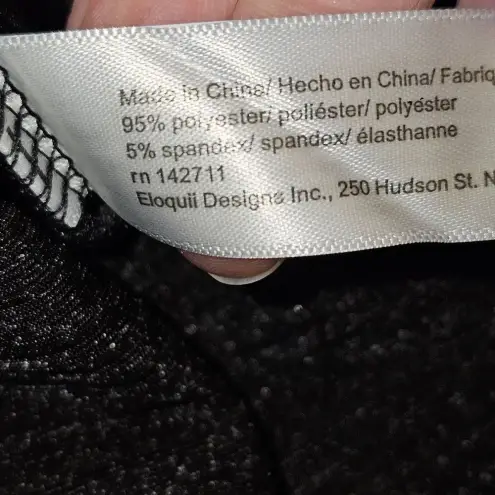 Made in China/ Hecho en China/ Fabriq
95% polyester/ poliéster/ polyester
5% spandex/ spandex/ élasthanne
rn 142711
Eloquii Designs Inc., 250 Hudson St. N